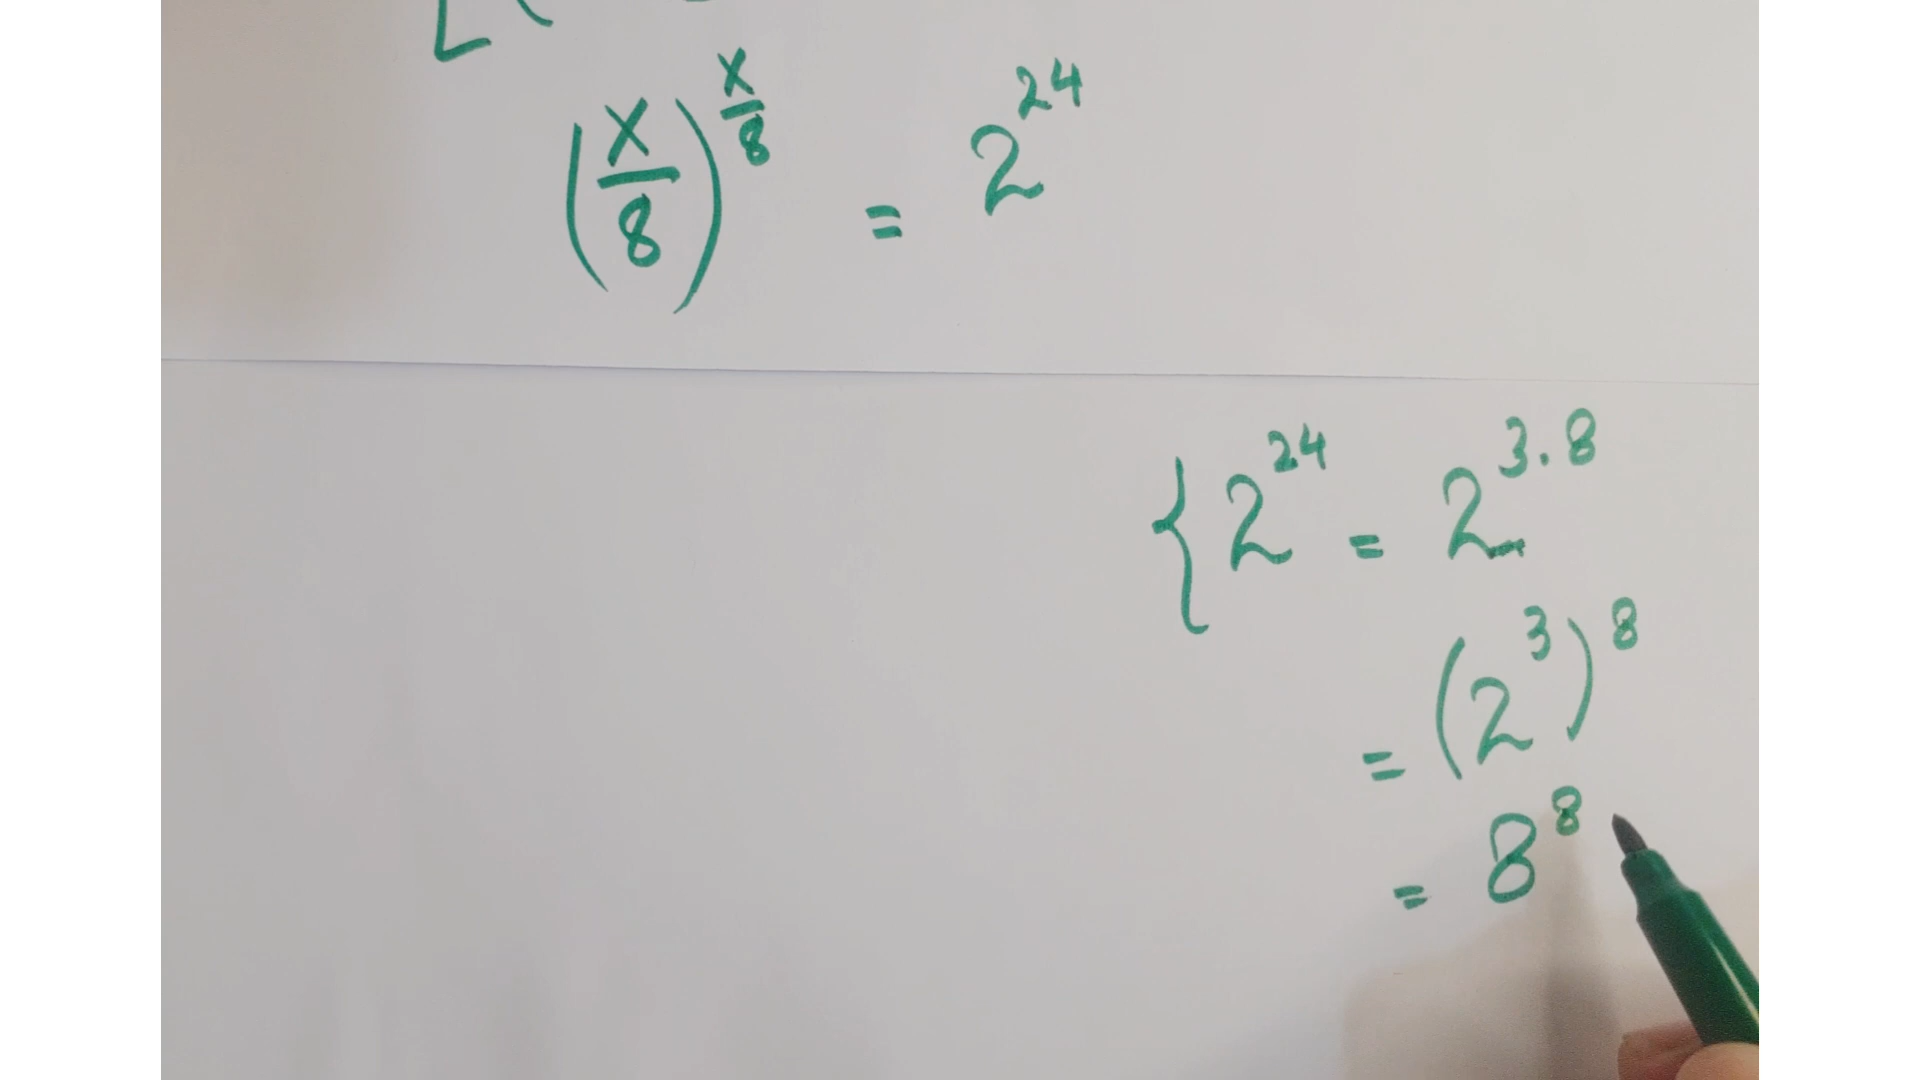 (x/8)^(x/8) = 2^24
{2^24 = 2^3·8
= (2^3)^8
= 8^8